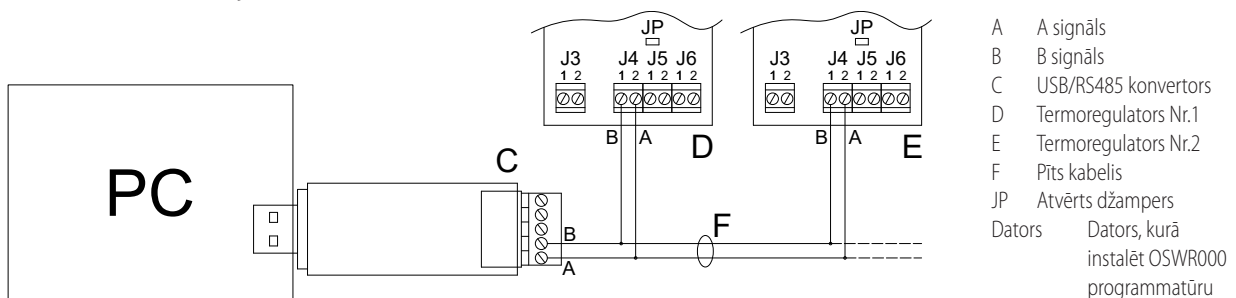 JP
J3 J4 J5 J6
1 2 1 2 1 2 1 2
B A D
JP
J3 J4 J5 J6
1 2 1 2 1 2 1 2
B A E
PC
C
B
A
F
A A signāls
B B signāls
C USB/RS485 konvertors
D Termoregulators Nr.1
E Termoregulators Nr.2
F Pīts kabelis
JP Atvērts džampers
Dators Dators, kurā
instalēt OSWR000
programmatūru